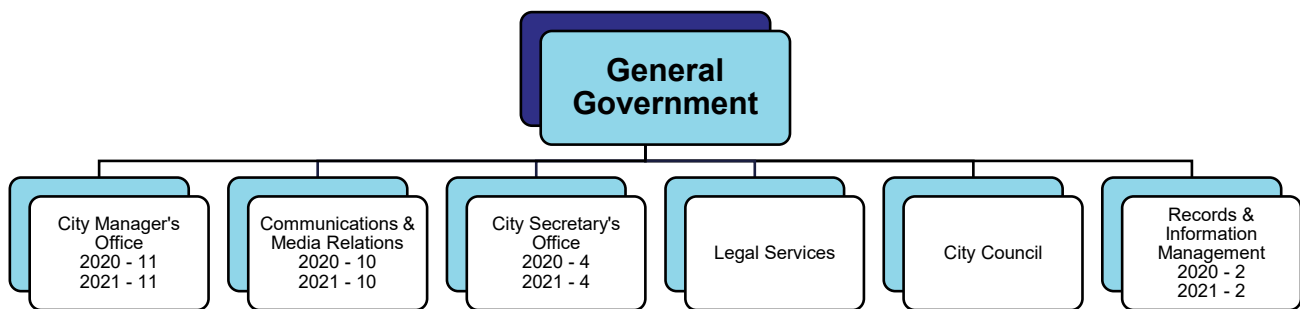 General
Government
City Manager's
Office
2020 - 11
2021 - 11
Communications &
Media Relations
2020 - 10
2021 - 10
City Secretary's
Office
2020 - 4
2021 - 4
Legal Services
City Council
Records &
Information
Management
2020 - 2
2021 - 2